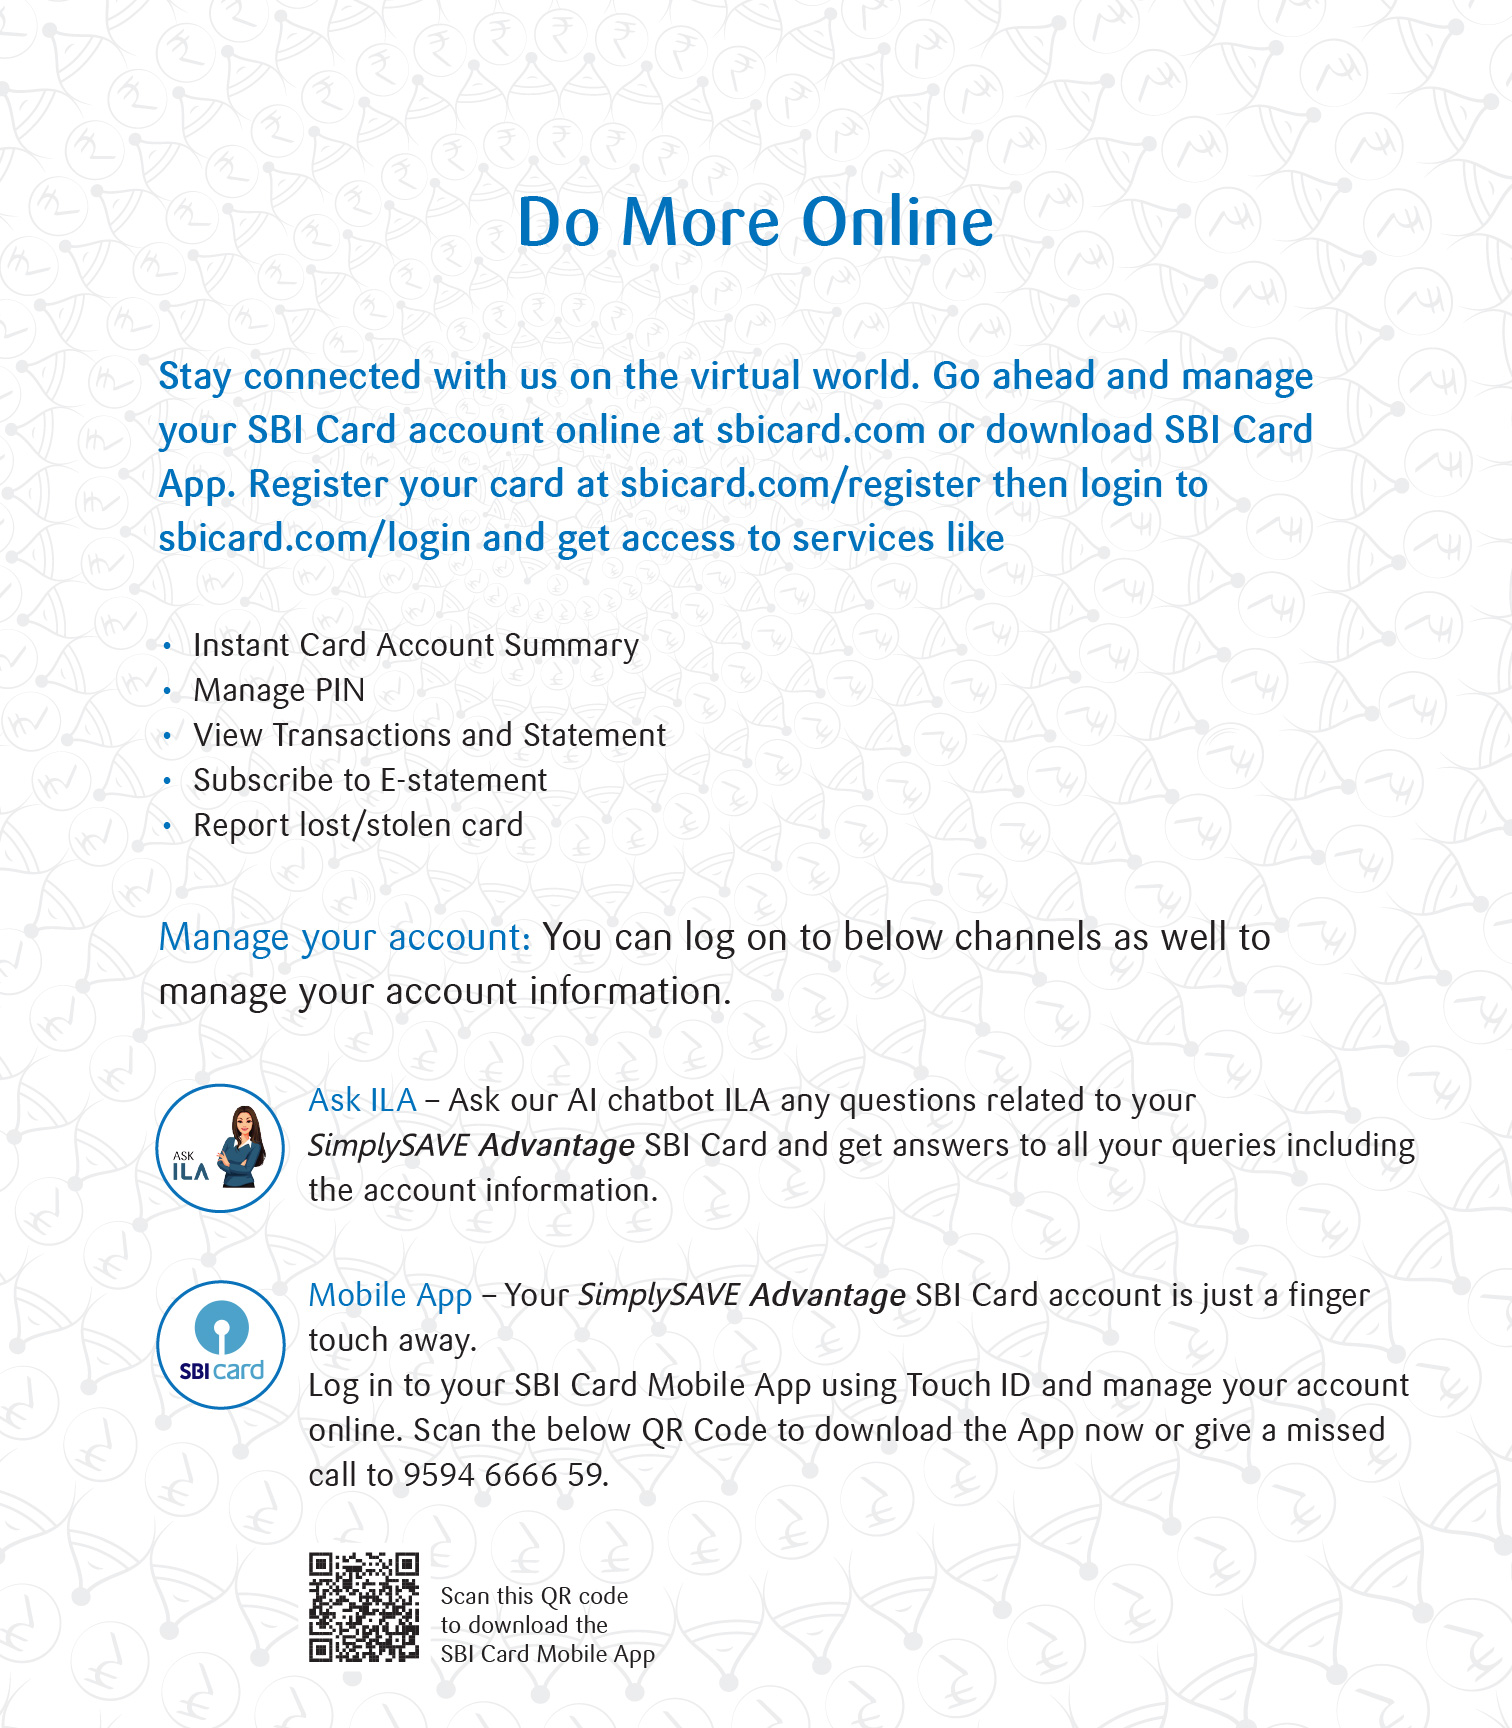 Do More Online
Stay connected with us on the virtual world. Go ahead and manage
your SBI Card account online at sbicard.com or download SBI Card
App. Register your card at sbicard.com/register then login to
sbicard.com/login and get access to services like
• Instant Card Account Summary
• Manage PIN
• View Transactions and Statement
• Subscribe to E-statement
• Report lost/stolen card
Manage your account: You can log on to below channels as well to
manage your account information.
ASK
ILA
Ask ILA – Ask our AI chatbot ILA any questions related to your
SimplySAVE Advantage SBI Card and get answers to all your queries including
the account information.
SBI card
Mobile App – Your SimplySAVE Advantage SBI Card account is just a finger
touch away.
Log in to your SBI Card Mobile App using Touch ID and manage your account
online. Scan the below QR Code to download the App now or give a missed
call to 9594 6666 59.
Scan this QR code
to download the
SBI Card Mobile App